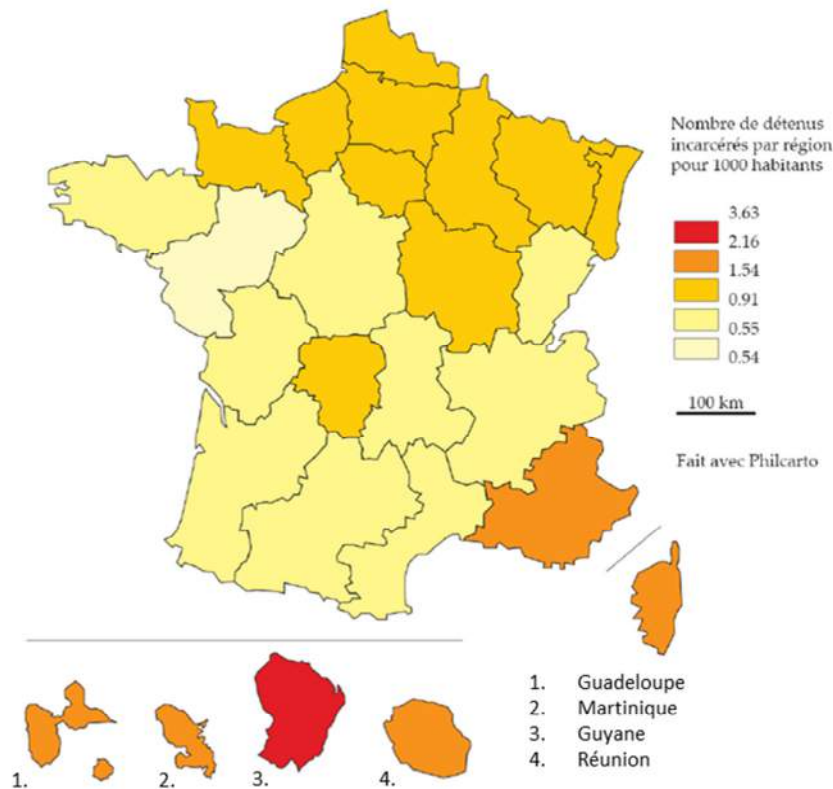 Nombre de détenus
incarcérés par région
pour 1000 habitants
3.63
2.16
1.54
0.91
0.55
0.54
100 km
Fait avec Philcarto
1. Guadeloupe
2. Martinique
3. Guyane
4. Réunion
1.
2.
3.
4.